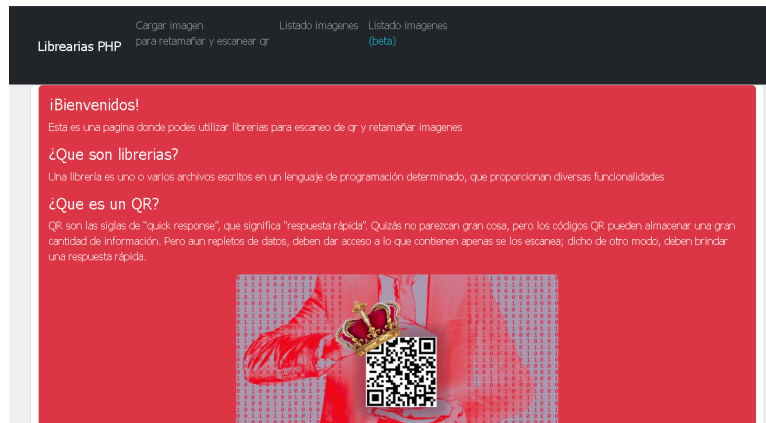 Librearias PHP
Cargar imagen
para retamañar y escanear qr
Listado imagenes
Listado imagenes
(beta)
¡Bienvenidos!
Esta es una pagina donde podes utilizar librerias para escaneo de qr y retamañar imagenes
¿Que son librerias?
Una librería es uno o varios archivos escritos en un lenguaje de programación determinado, que proporcionan diversas funcionalidades
¿Que es un QR?
QR son las siglas de “quick response”, que significa “respuesta rápida”. Quizás no parezcan gran cosa, pero los códigos QR pueden almacenar una gran
cantidad de información. Pero aun repletos de datos, deben dar acceso a lo que contienen apenas se los escanea; dicho de otro modo, deben brindar
una respuesta rápida.